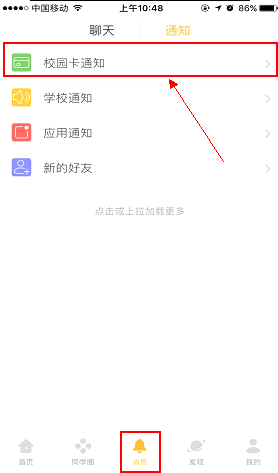 中国移动 上午10:48 86%
聊天 通知
校园卡通知
学校通知
应用通知
新的好友
点击或上拉加载更多
首页 同学圈 消息 发现 我的